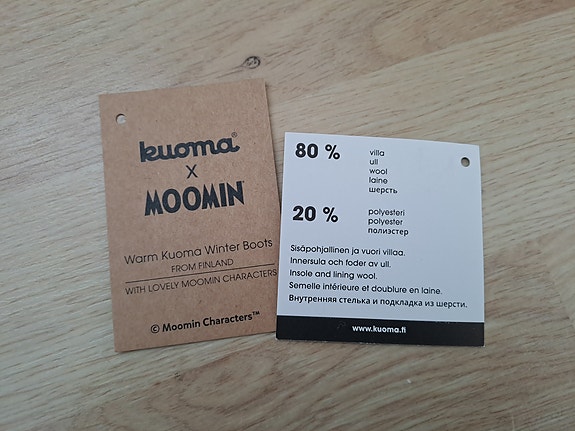 kuoma®
X
MOOMIN
Warm Kuoma Winter Boots
FROM FINLAND
WITH LOVELY MOOMIN CHARACTERS
© Moomin Characters™
80 %
villa
ull
wool
laine
шерсть
20 %
polyesteri
polyester
полиэстер
Sisäpohjallinen ja vuori villaa.
Innersula och foder av ull.
Insole and lining wool.
Semelle intérieure et doublure en laine.
Внутренняя стелька и подкладка из шерсти.
www.kuoma.fi